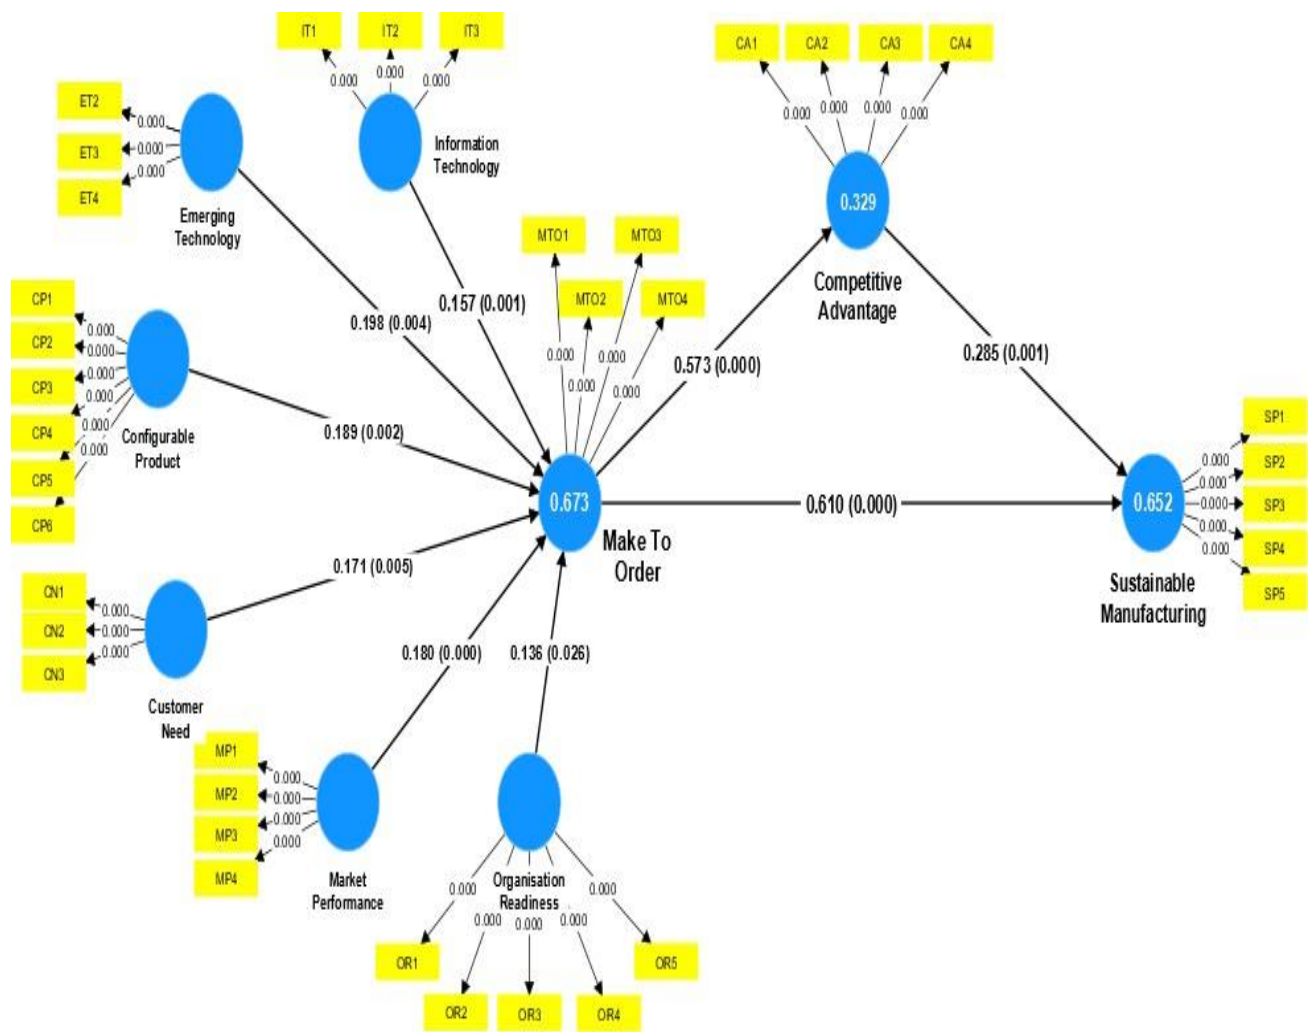 IT1
IT2
IT3
0.000
0.000
0.000
Information
Technology
ET2
ET3
ET4
0.000
0.000
0.000
Emerging
Technology
CA1
CA2
CA3
CA4
0.000
0.000
0.000
0.000
0.329
Competitive
Advantage
MTO1
MTO3
MTO2
MTO4
0.000
0.000
0.000
0.000
0.157 (0.001)
0.198 (0.004)
0.573 (0.000)
0.285 (0.001)
CP1
CP2
CP3
CP4
CP5
CP6
0.000
0.000
0.000
0.000
0.000
0.000
Configurable
Product
0.189 (0.002)
0.673
Make To
Order
0.610 (0.000)
0.652
Sustainable
Manufacturing
SP1
SP2
SP3
SP4
SP5
0.000
0.000
0.000
0.000
0.000
CN1
CN2
CN3
0.000
0.000
0.000
Customer
Need
0.171 (0.005)
0.180 (0.000)
0.136 (0.026)
MP1
MP2
MP3
MP4
0.000
0.000
0.000
0.000
Market
Performance
Organisation
Readiness
0.000
0.000
0.000
0.000
0.000
OR1
OR2
OR3
OR4
OR5